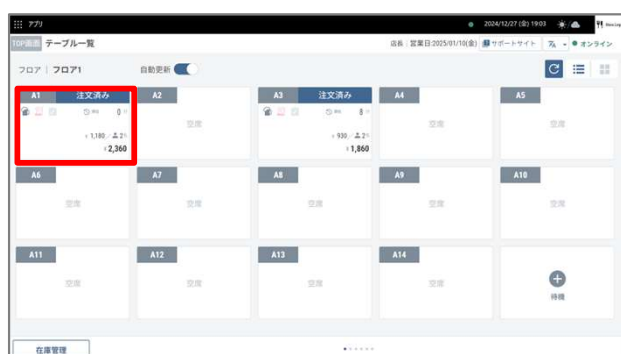 アプリ 2024/12/27 (金) 19:03
TOP画面 テーブル一覧 店長 | 営業日:2025/01/10(金) サポートサイト オンライン
フロア | フロア1 自動更新
A1 注文済み A2 A3 注文済み A4 A5
0 空席 8 空席 空席
1,180 2 930 2
2,360 1,860
A6 A7 A8 A9 A10
空席 空席 空席 空席 空席
A11 A12 A13 A14
空席 空席 空席 空席 待機
在庫管理